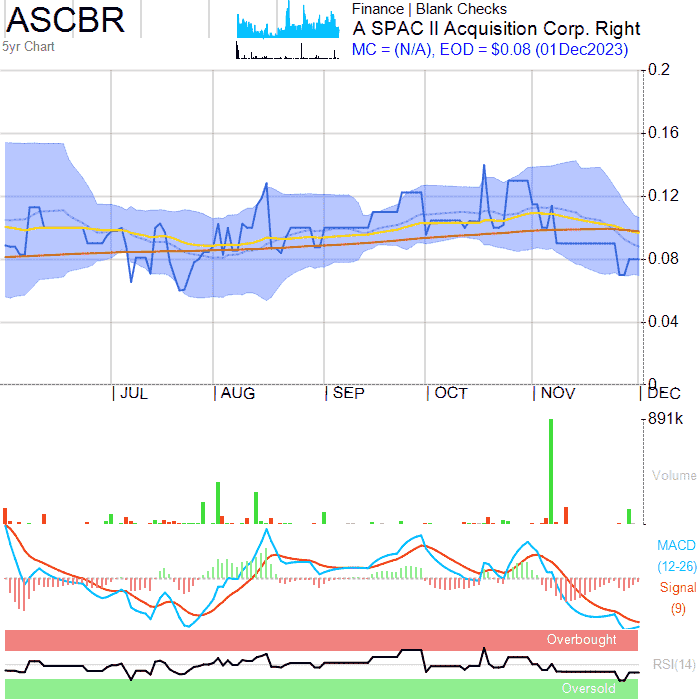 ASCBR
5yr Chart
Finance | Blank Checks
A SPAC II Acquisition Corp. Right
MC = (N/A), EOD = $0.08 (01Dec2023)
0.2
0.16
0.12
0.08
0.04
0
JUL AUG SEP OCT NOV DEC
891k
Volume
MACD
(12-26)
Signal
(9)
Overbought
RSI(14)
Oversold